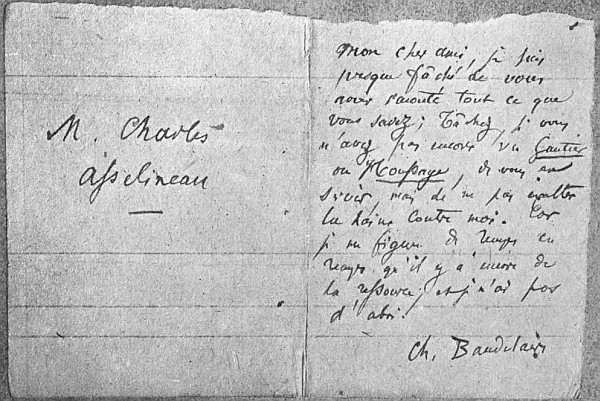 M. Charles
Asselineau
Mon cher ami, je suis
presque fâché de vous
avoir raconté tout ce que
vous savez; Tâchez, si vous
n'avez pas encore vu Gautier
ou Houssaye, de vous en
servir, mais de ne pas exalter
la haine contre moi. Car
je me figure de temps en
temps qu'il y a encore de
la ressource, et je n'ai pas
d'abri.
Ch. Baudelaire